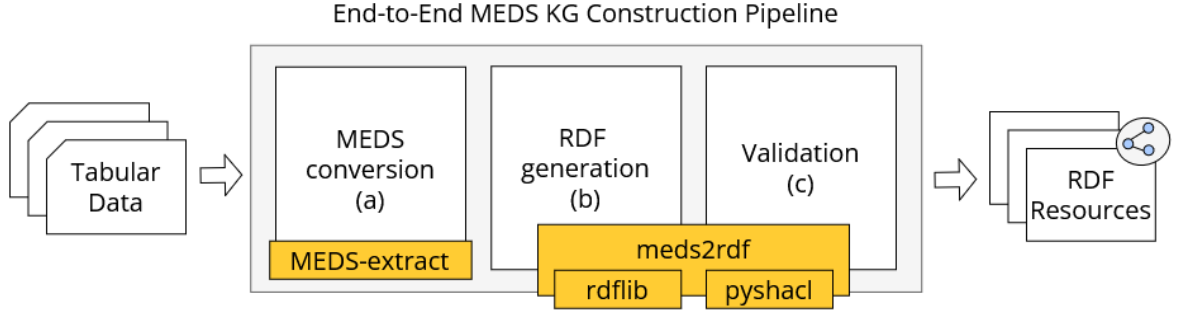 End-to-End MEDS KG Construction Pipeline
Tabular
Data
MEDS
conversion
(a)
MEDS-extract
RDF
generation
(b)
Validation
(c)
meds2rdf
rdflib
pyshacl
RDF
Resources